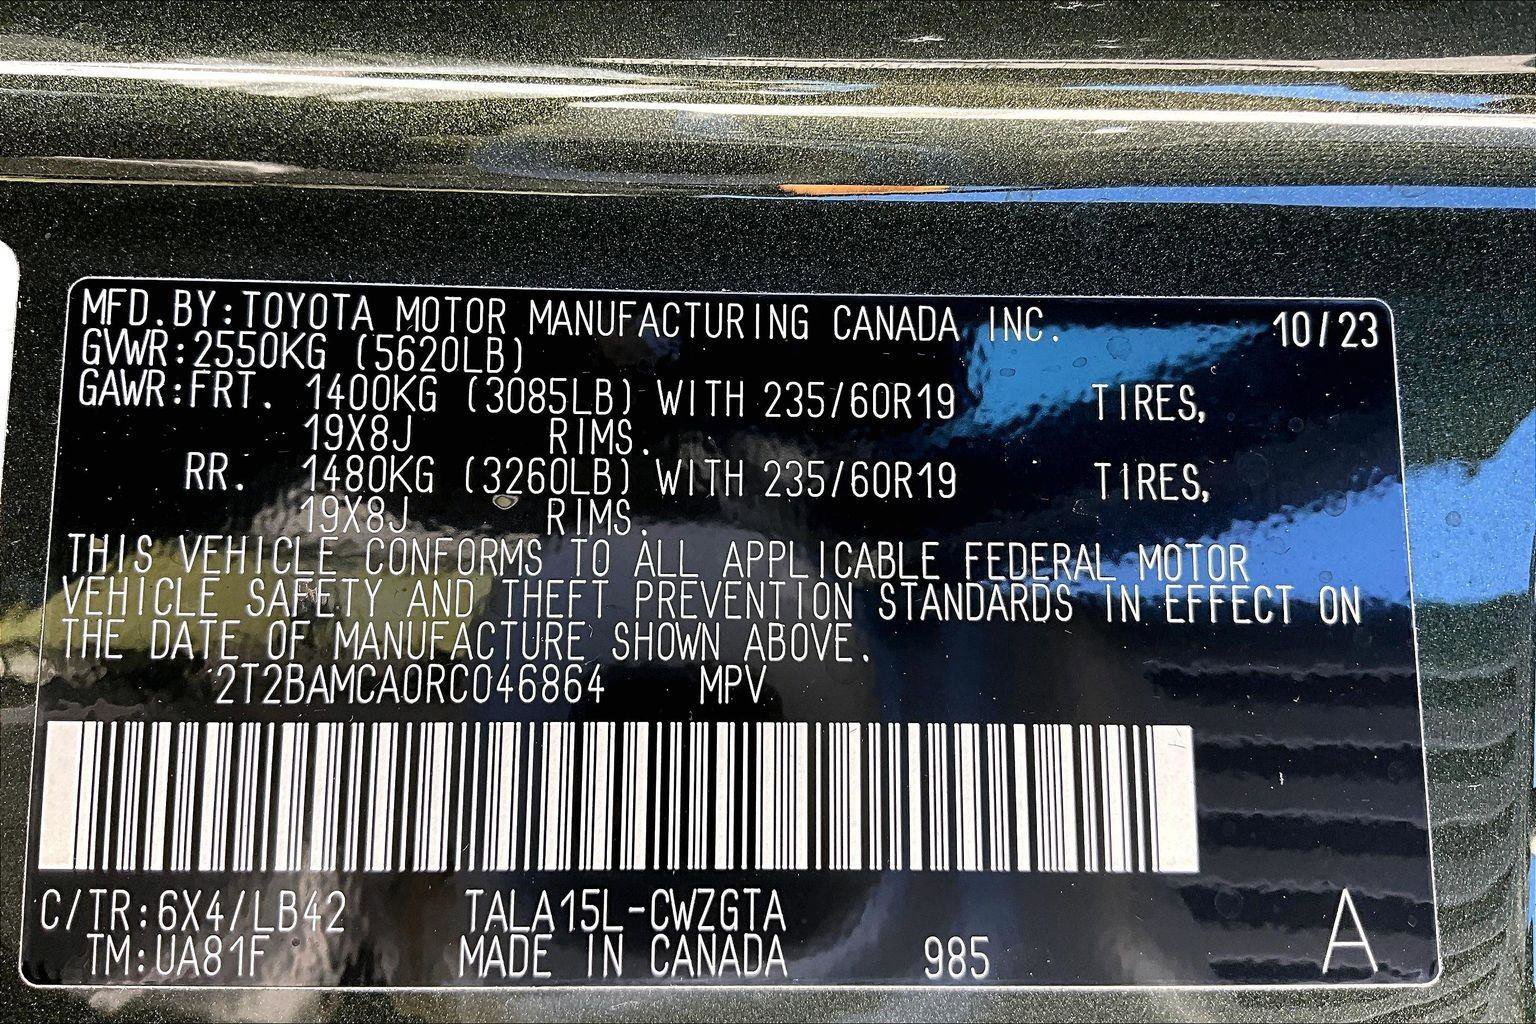 MFD.BY:TOYOTA MOTOR MANUFACTURING CANADA INC. 10/23
GVWR:2550KG (5620LB)
GAWR:FRT. 1400KG (3085LB) WITH 235/60R19 TIRES,
19X8J RIMS.
RR. 1480KG (3260LB) WITH 235/60R19 TIRES,
19X8J RIMS.
THIS VEHICLE CONFORMS TO ALL APPLICABLE FEDERAL MOTOR
VEHICLE SAFETY AND THEFT PREVENTION STANDARDS IN EFFECT ON
THE DATE OF MANUFACTURE SHOWN ABOVE.
2T2BAMCA0RC046864 MPV
C/TR:6X4/LB42 TALA15L-CWZGTA
TM:UA81F MADE IN CANADA 985 A